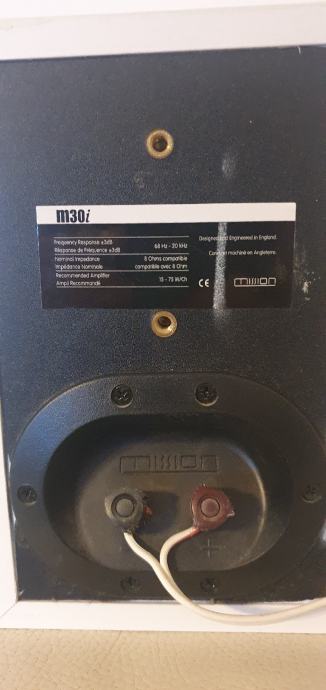 m30i
Frequency Response ±3dB
Réponse de Fréquence ±3dB
68 Hz - 20 kHz
Nominal Impedance
8 Ohms compatible
Impédance Nominale
compatible avec 8 Ohm
Recommended Amplifier
Ampli Recommandé
15 - 75 W/Ch
Designed and Engineered in England.
en Angleterre.
CE
mission
mission
+